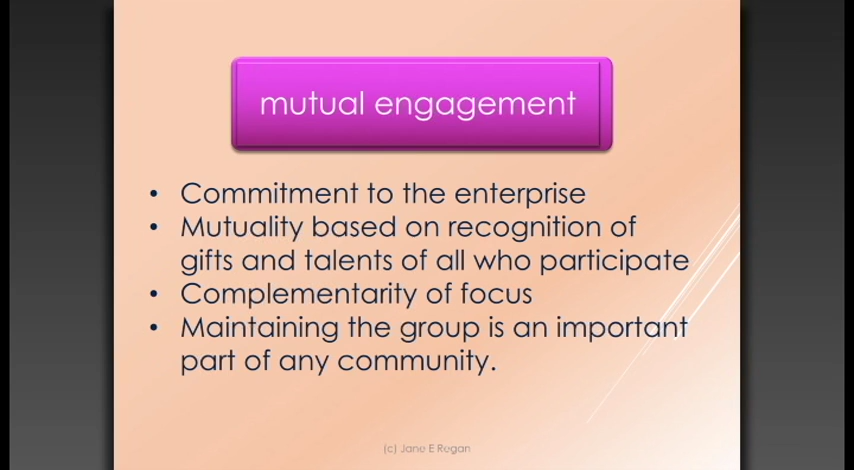 mutual engagement
• Commitment to the enterprise
• Mutuality based on recognition of
gifts and talents of all who participate
• Complementarity of focus
• Maintaining the group is an important
part of any community.
(c) Jane E Regan